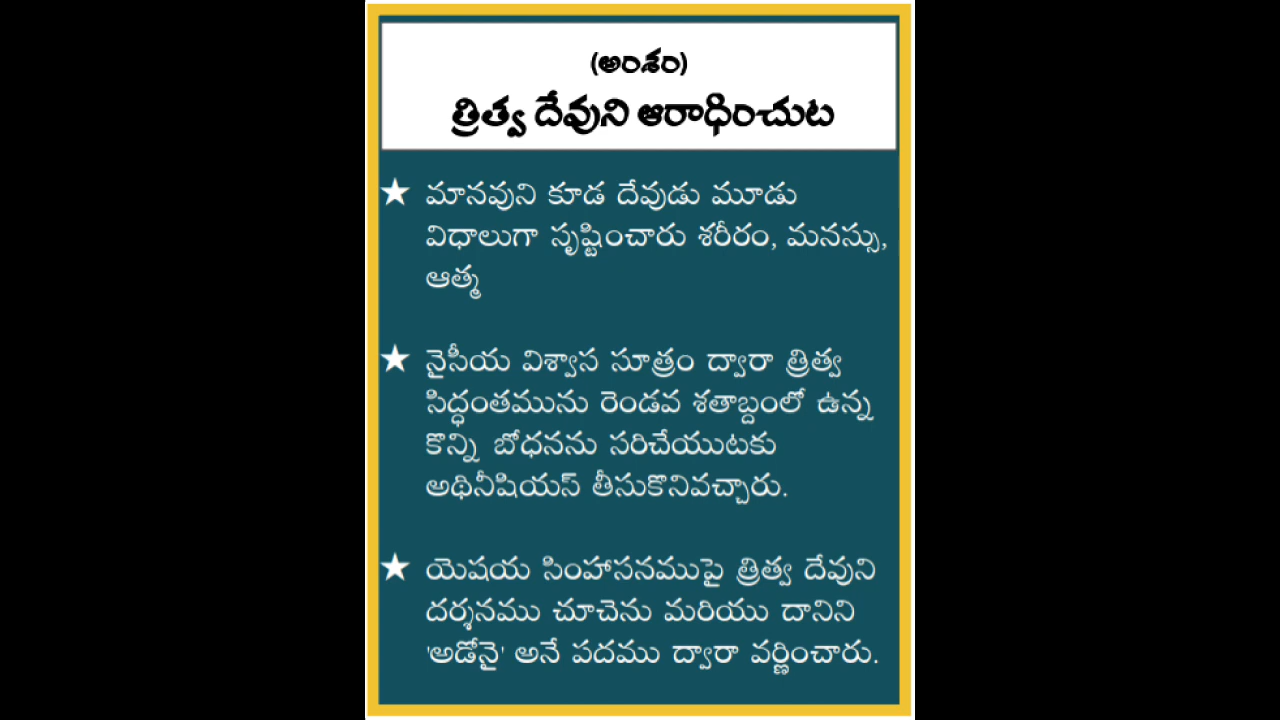 (అంశం)
త్రిత్వ దేవుని ఆరాధించుట
★ మానవుని కూడ దేవుడు మూడు
విధాలుగా సృష్టించారు శరీరం, మనస్సు,
ఆత్మ
★ నైసీయ విశ్వాస సూత్రం ద్వారా త్రిత్వ
సిద్ధంతమును రెండవ శతాబ్దంలో ఉన్న
కొన్ని బోధనను సరిచేయుటకు
అథినీషియస్ తీసుకొనివచ్చారు.
★ యెషయ సింహాసనముపై త్రిత్వ దేవుని
దర్శనము చూచెను మరియు దానిని
'అడోనై' అనే పదము ద్వారా వర్ణించారు.